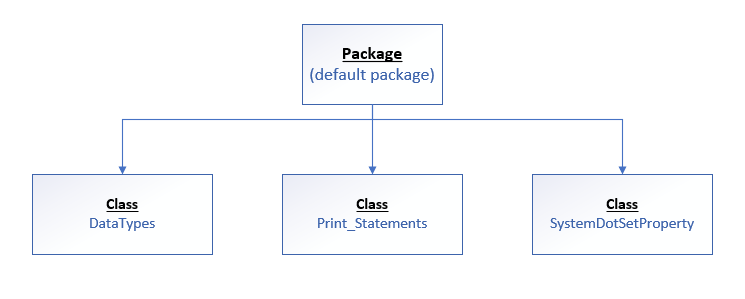 Package
(default package)
Class
DataTypes
Class
Print_Statements
Class
SystemDotSetProperty